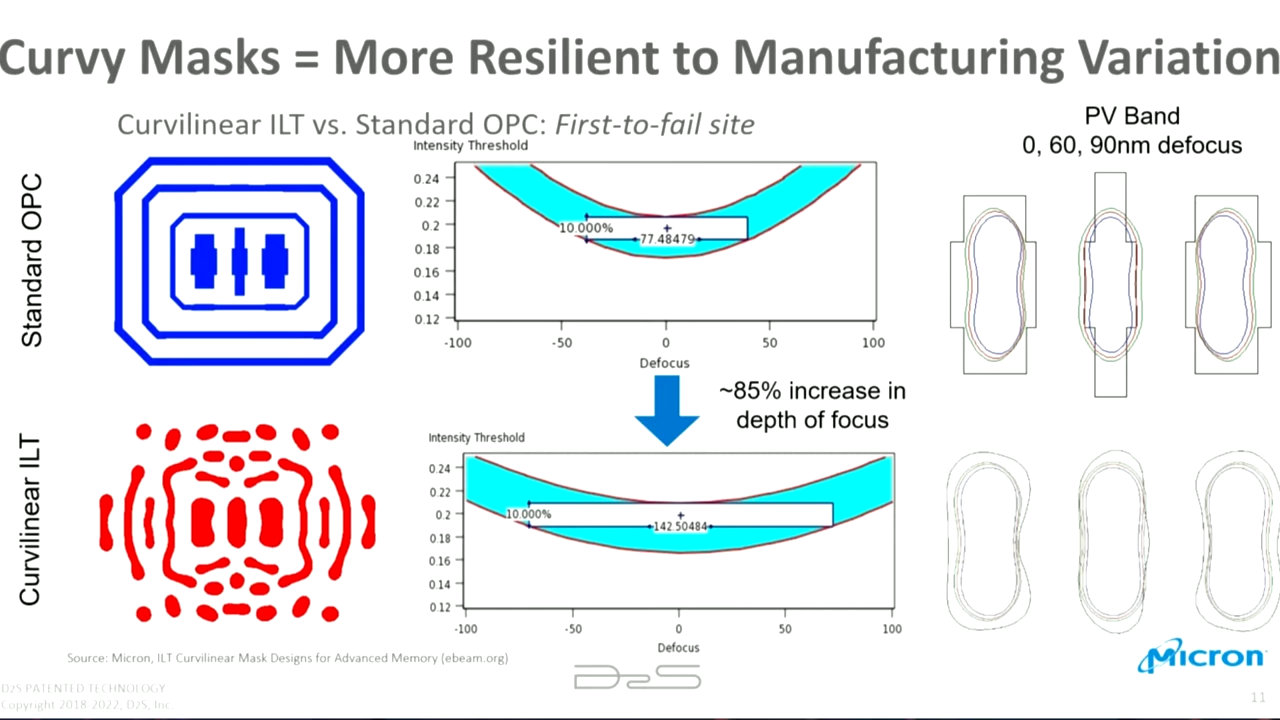 Curvy Masks = More Resilient to Manufacturing Variation
Curvilinear ILT vs. Standard OPC: First-to-fail site
PV Band
0, 60, 90nm defocus
Standard OPC
Intensity Threshold
0.24
0.22
0.2
0.18
0.16
0.14
0.12
10.000%
77.48479
-100 -50 0 50 100
Defocus
~85% increase in
depth of focus
Curvilinear ILT
Intensity Threshold
0.24
0.22
0.2
0.18
0.16
0.14
0.12
10.000%
142.50484
-100 -50 0 50 100
Defocus
Source: Micron, ILT Curvilinear Mask Designs for Advanced Memory (ebeam.org)
D2S
Micron
D2S PATENTED TECHNOLOGY
Copyright 2018-2022, D2S, Inc.
11